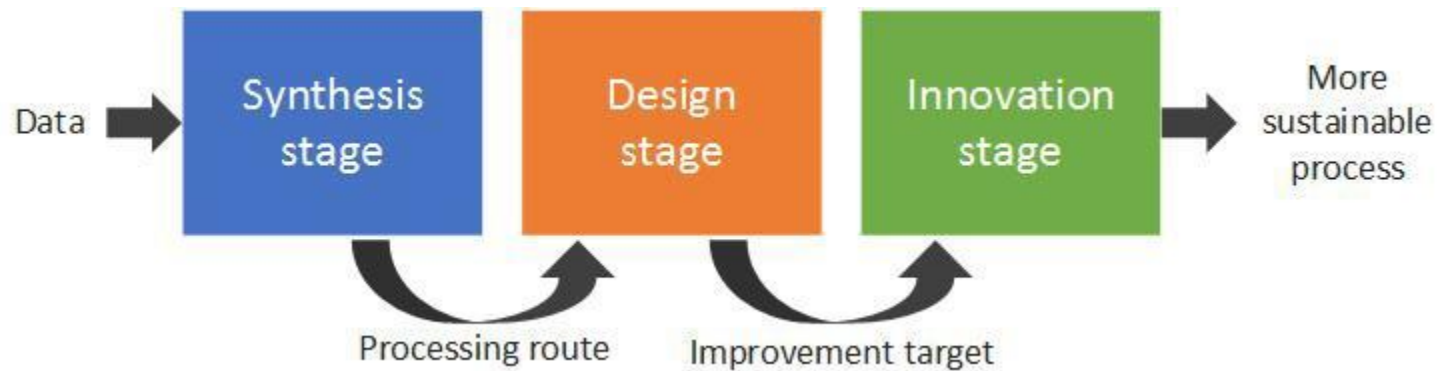 Data
Synthesis
stage
Design
stage
Innovation
stage
More
sustainable
process
Processing route
Improvement target